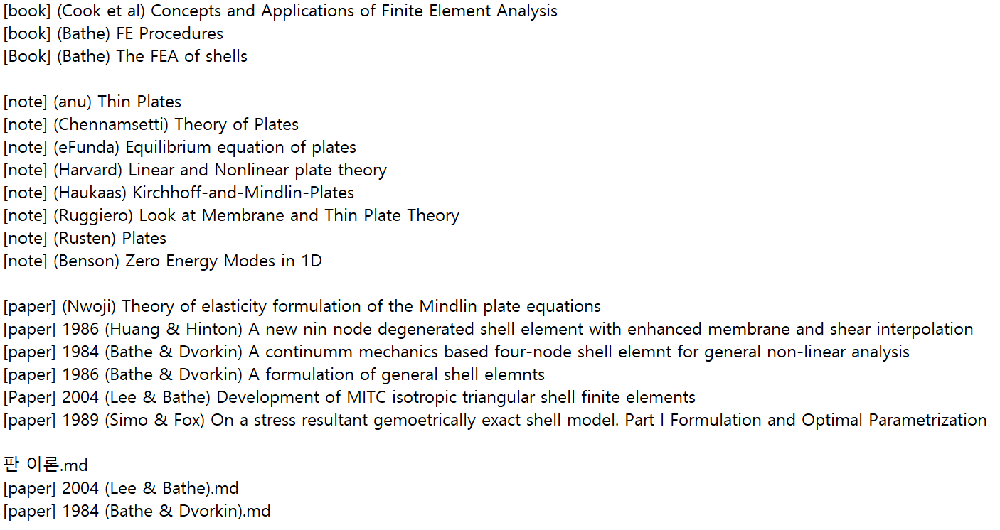 [book] (Cook et al) Concepts and Applications of Finite Element Analysis
[book] (Bathe) FE Procedures
[Book] (Bathe) The FEA of shells
[note] (anu) Thin Plates
[note] (Chennamsetti) Theory of Plates
[note] (eFunda) Equilibrium equation of plates
[note] (Harvard) Linear and Nonlinear plate theory
[note] (Haukaas) Kirchhoff-and-Mindlin-Plates
[note] (Ruggiero) Look at Membrane and Thin Plate Theory
[note] (Rusten) Plates
[note] (Benson) Zero Energy Modes in 1D
[paper] (Nwoji) Theory of elasticity formulation of the Mindlin plate equations
[paper] 1986 (Huang & Hinton) A new nin node degenerated shell element with enhanced membrane and shear interpolation
[paper] 1984 (Bathe & Dvorkin) A continumm mechanics based four-node shell elemnt for general non-linear analysis
[paper] 1986 (Bathe & Dvorkin) A formulation of general shell elemnts
[Paper] 2004 (Lee & Bathe) Development of MITC isotropic triangular shell finite elements
[paper] 1989 (Simo & Fox) On a stress resultant gemoetrically exact shell model. Part I Formulation and Optimal Parametrization
판 이론.md
[paper] 2004 (Lee & Bathe).md
[paper] 1984 (Bathe & Dvorkin).md